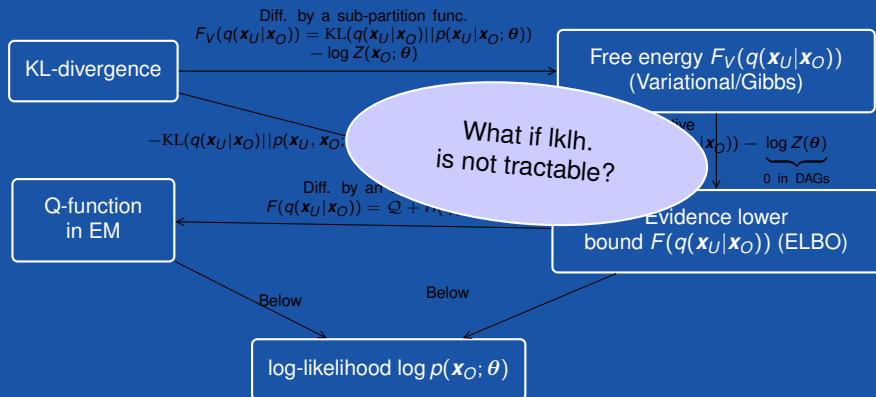 Diff. by a sub-partition func.
F_V(q(x_U|x_O)) = KL(q(x_U|x_O)||p(x_U|x_O; θ))
− log Z(x_O; θ)
KL-divergence
Free energy F_V(q(x_U|x_O))
(Variational/Gibbs)
What if lklh.
is not tractable?
−KL(q(x_U|x_O)||p(x_U, x_O;
x_O)) − log Z(θ)
0 in DAGs
Diff. by an
F(q(x_U|x_O)) = Q +
Q-function
in EM
Evidence lower
bound F(q(x_U|x_O)) (ELBO)
Below
Below
log-likelihood log p(x_O; θ)